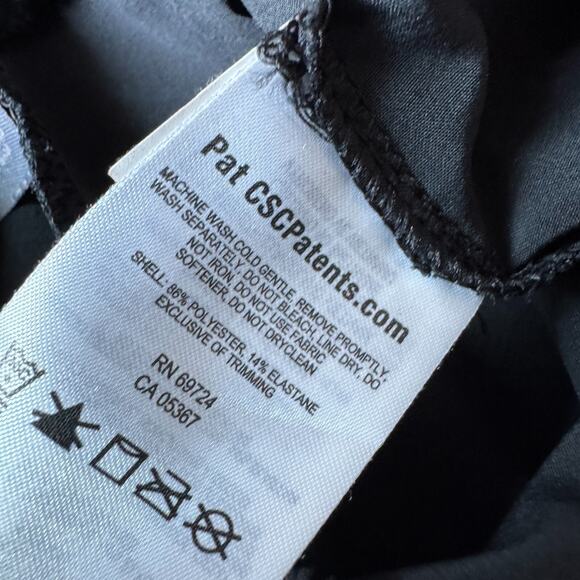 Pat CSCPatents.com
MACHINE WASH COLD GENTLE, REMOVE PROMPTLY,
WASH SEPARATELY, DO NOT BLEACH, LINE DRY, DO
NOT IRON, DO NOT USE FABRIC
SOFTENER, DO NOT DRYCLEAN
SHELL: 86% POLYESTER, 14% ELASTANE
EXCLUSIVE OF TRIMMING
RN 69724
CA 05367